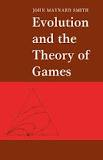 JOHN MAYNARD SMITH
Evolution and the
Theory of Games